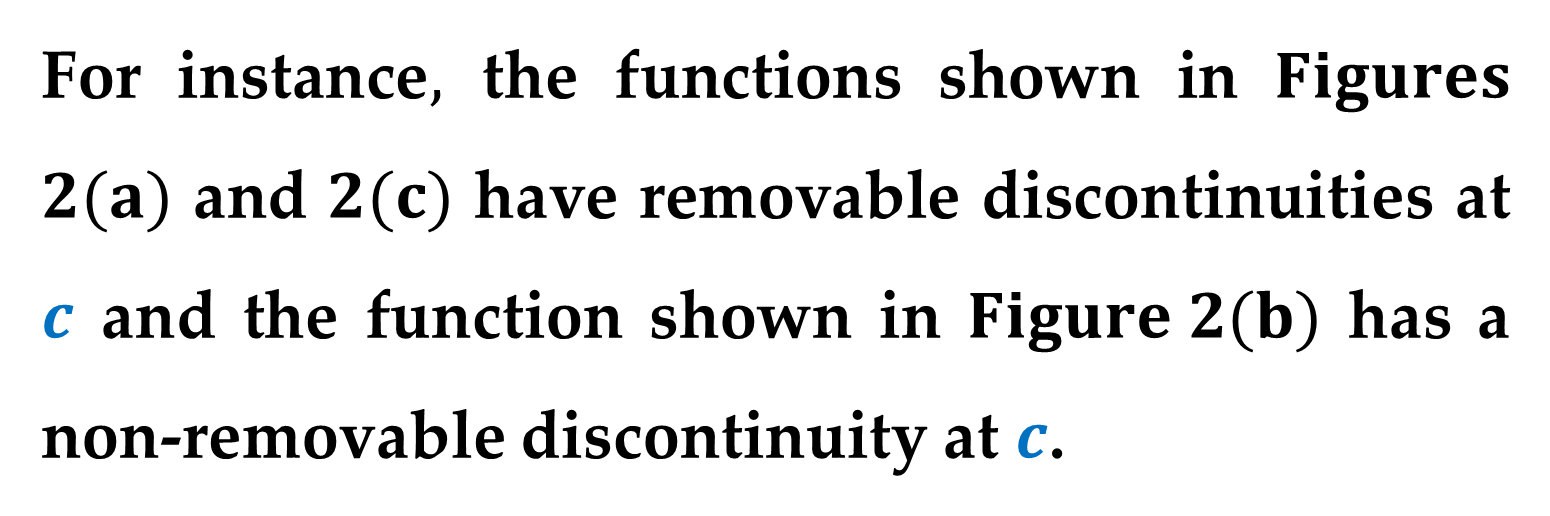 For instance, the functions shown in Figures
2(a) and 2(c) have removable discontinuities at
c and the function shown in Figure 2(b) has a
non-removable discontinuity at c.